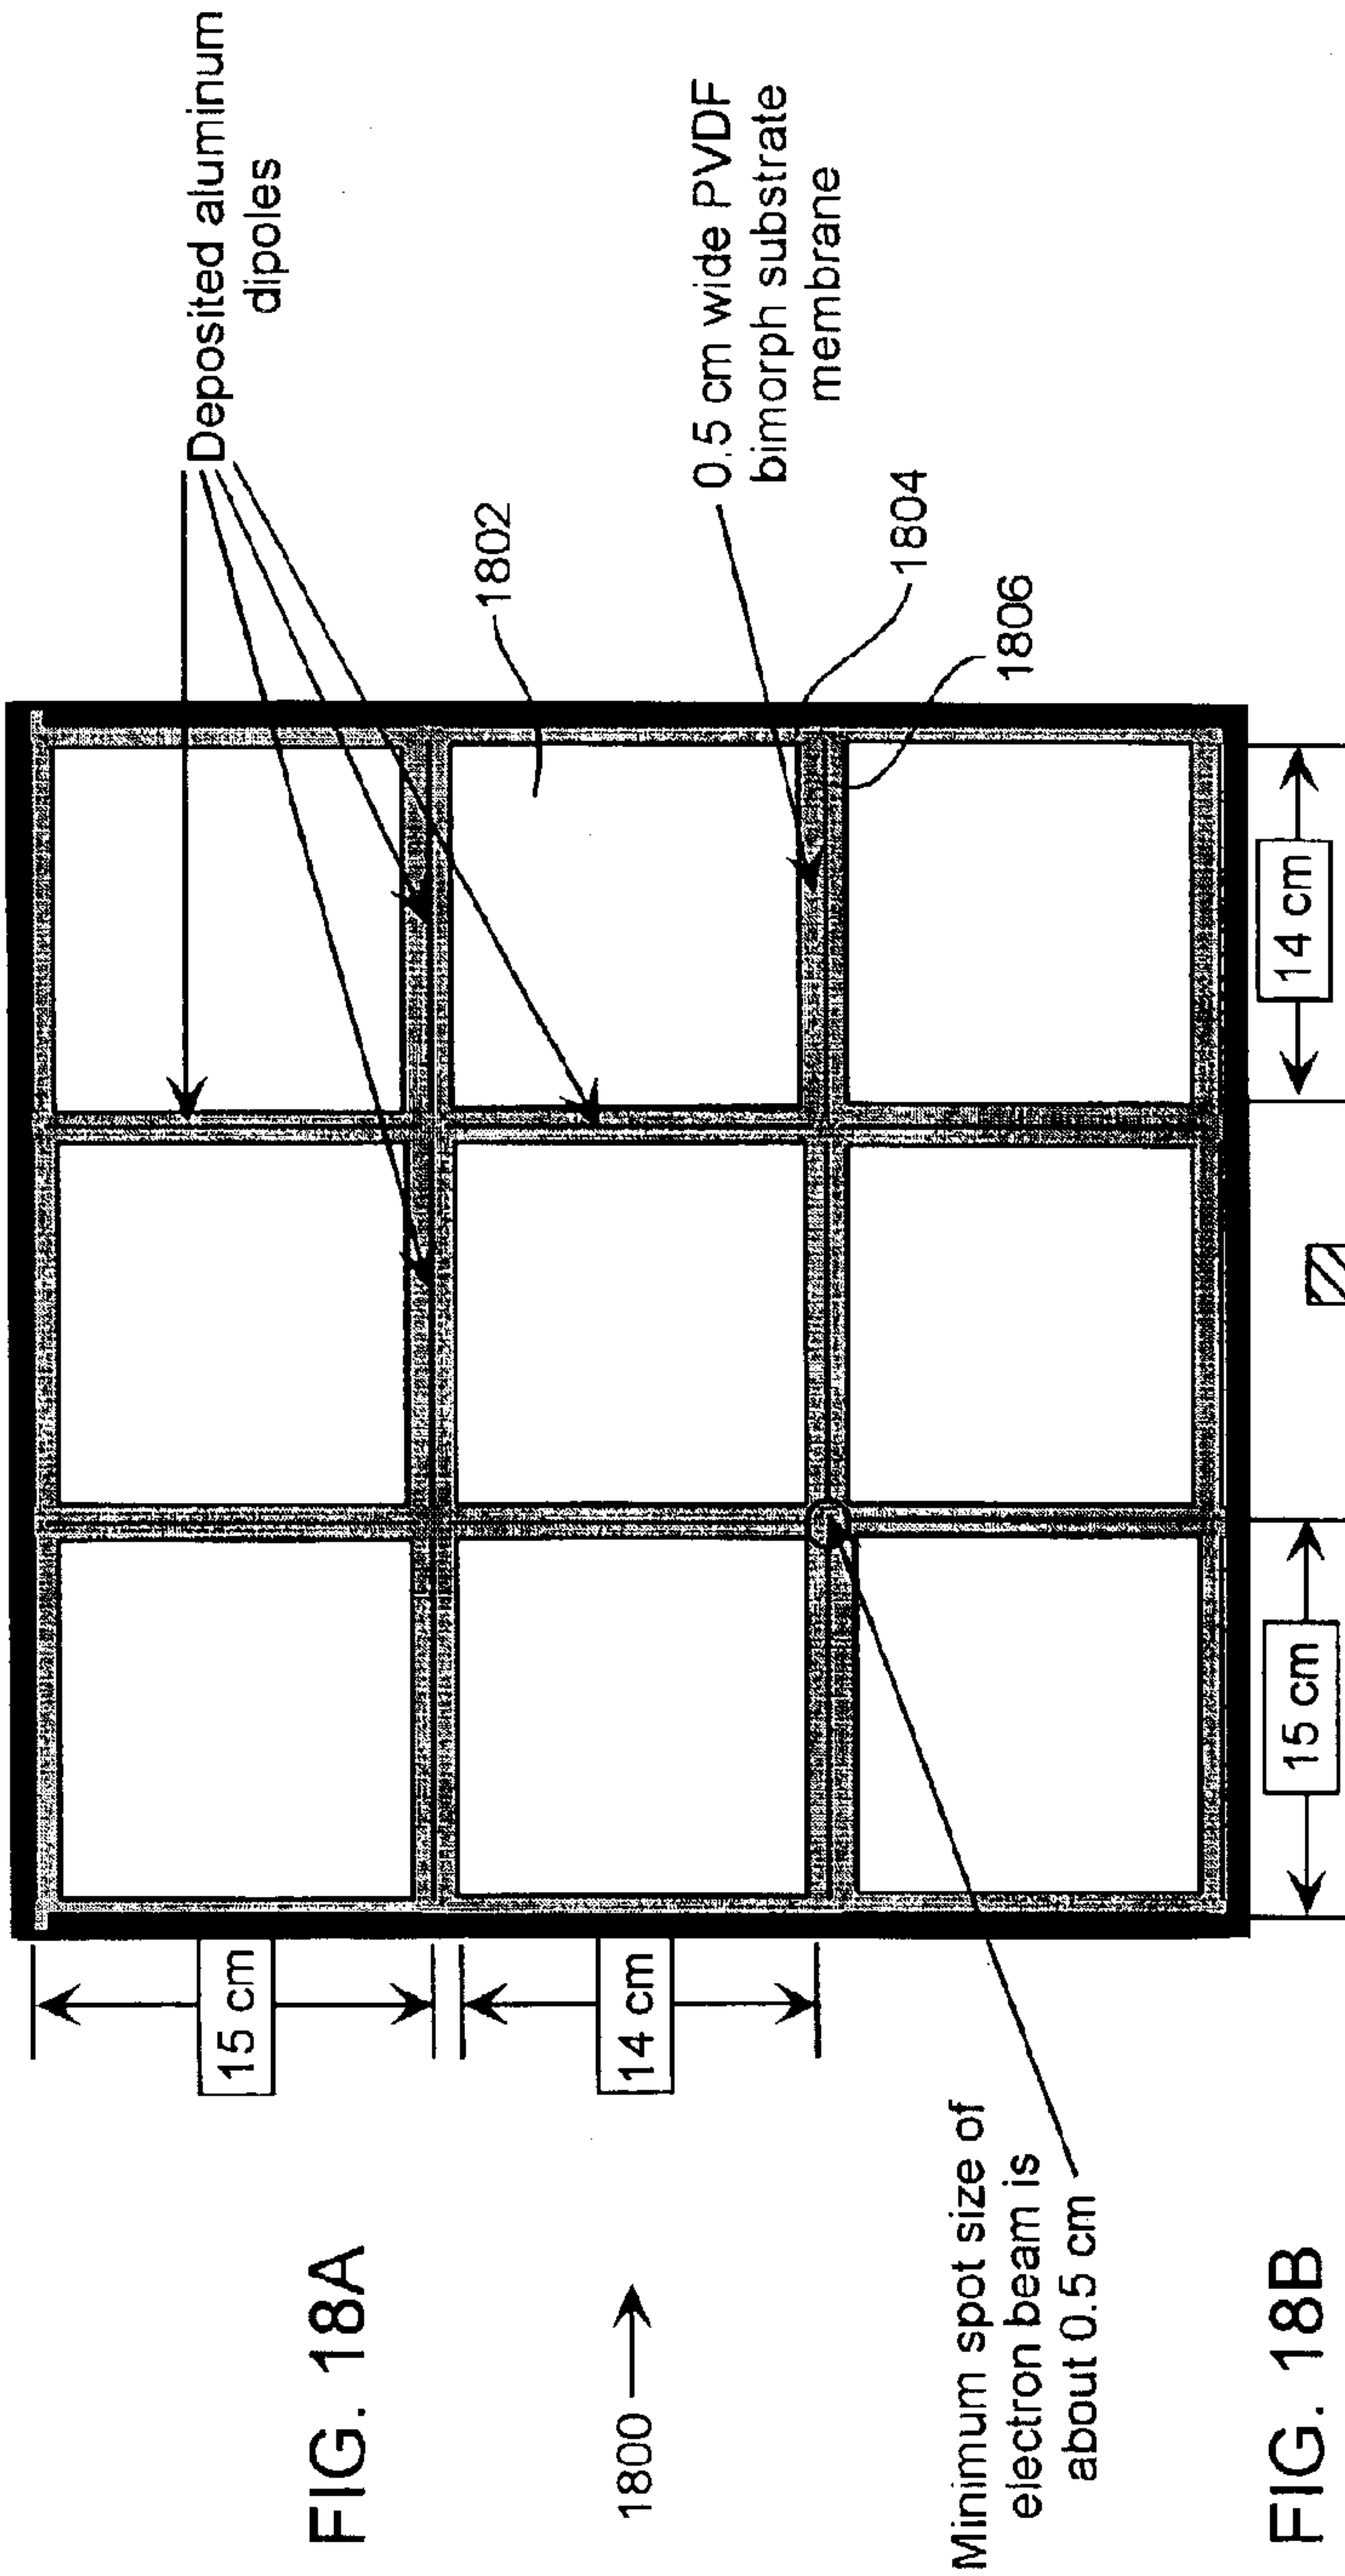 FIG. 18A
15 cm
14 cm
1800
Deposited aluminum
dipoles
1802
0.5 cm wide PVDF
bimorph substrate
membrane
1804
1806
Minimum spot size of
electron beam is
about 0.5 cm
15 cm
14 cm
FIG. 18B